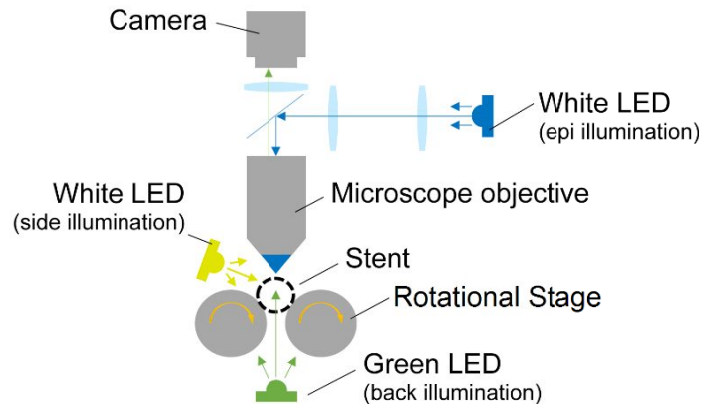 Camera
White LED
(epi illumination)
White LED
(side illumination)
Microscope objective
Stent
Rotational Stage
Green LED
(back illumination)